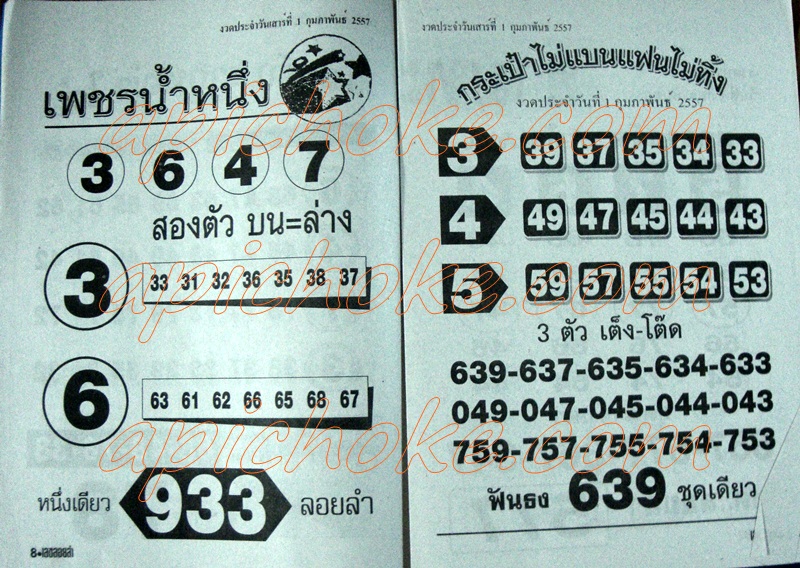 งวดประจำวันเสาร์ที่ 1 กุมภาพันธ์ 2557
เพชรน้ำหนึ่ง
3 6 4 7
สองตัว บน=ล่าง
3 33 31 32 36 35 38 37
6 63 61 62 66 65 68 67
หนึ่งเดียว 933 ลอยลำ
งวดประจำวันเสาร์ที่ 1 กุมภาพันธ์ 2557
กระเป๋าไม่แบนแฟนไม่ทิ้ง
งวดประจำวันที่ 1 กุมภาพันธ์ 2557
3 39 37 35 34 33
4 49 47 45 44 43
5 59 57 55 54 53
3 ตัว เต็ง-โต๊ด
639-637-635-634-633
049-047-045-044-043
759-757-755-754-753
ฟันธง 639 ชุดเดียว
apichoke.com
apichoke.com
apichoke.com